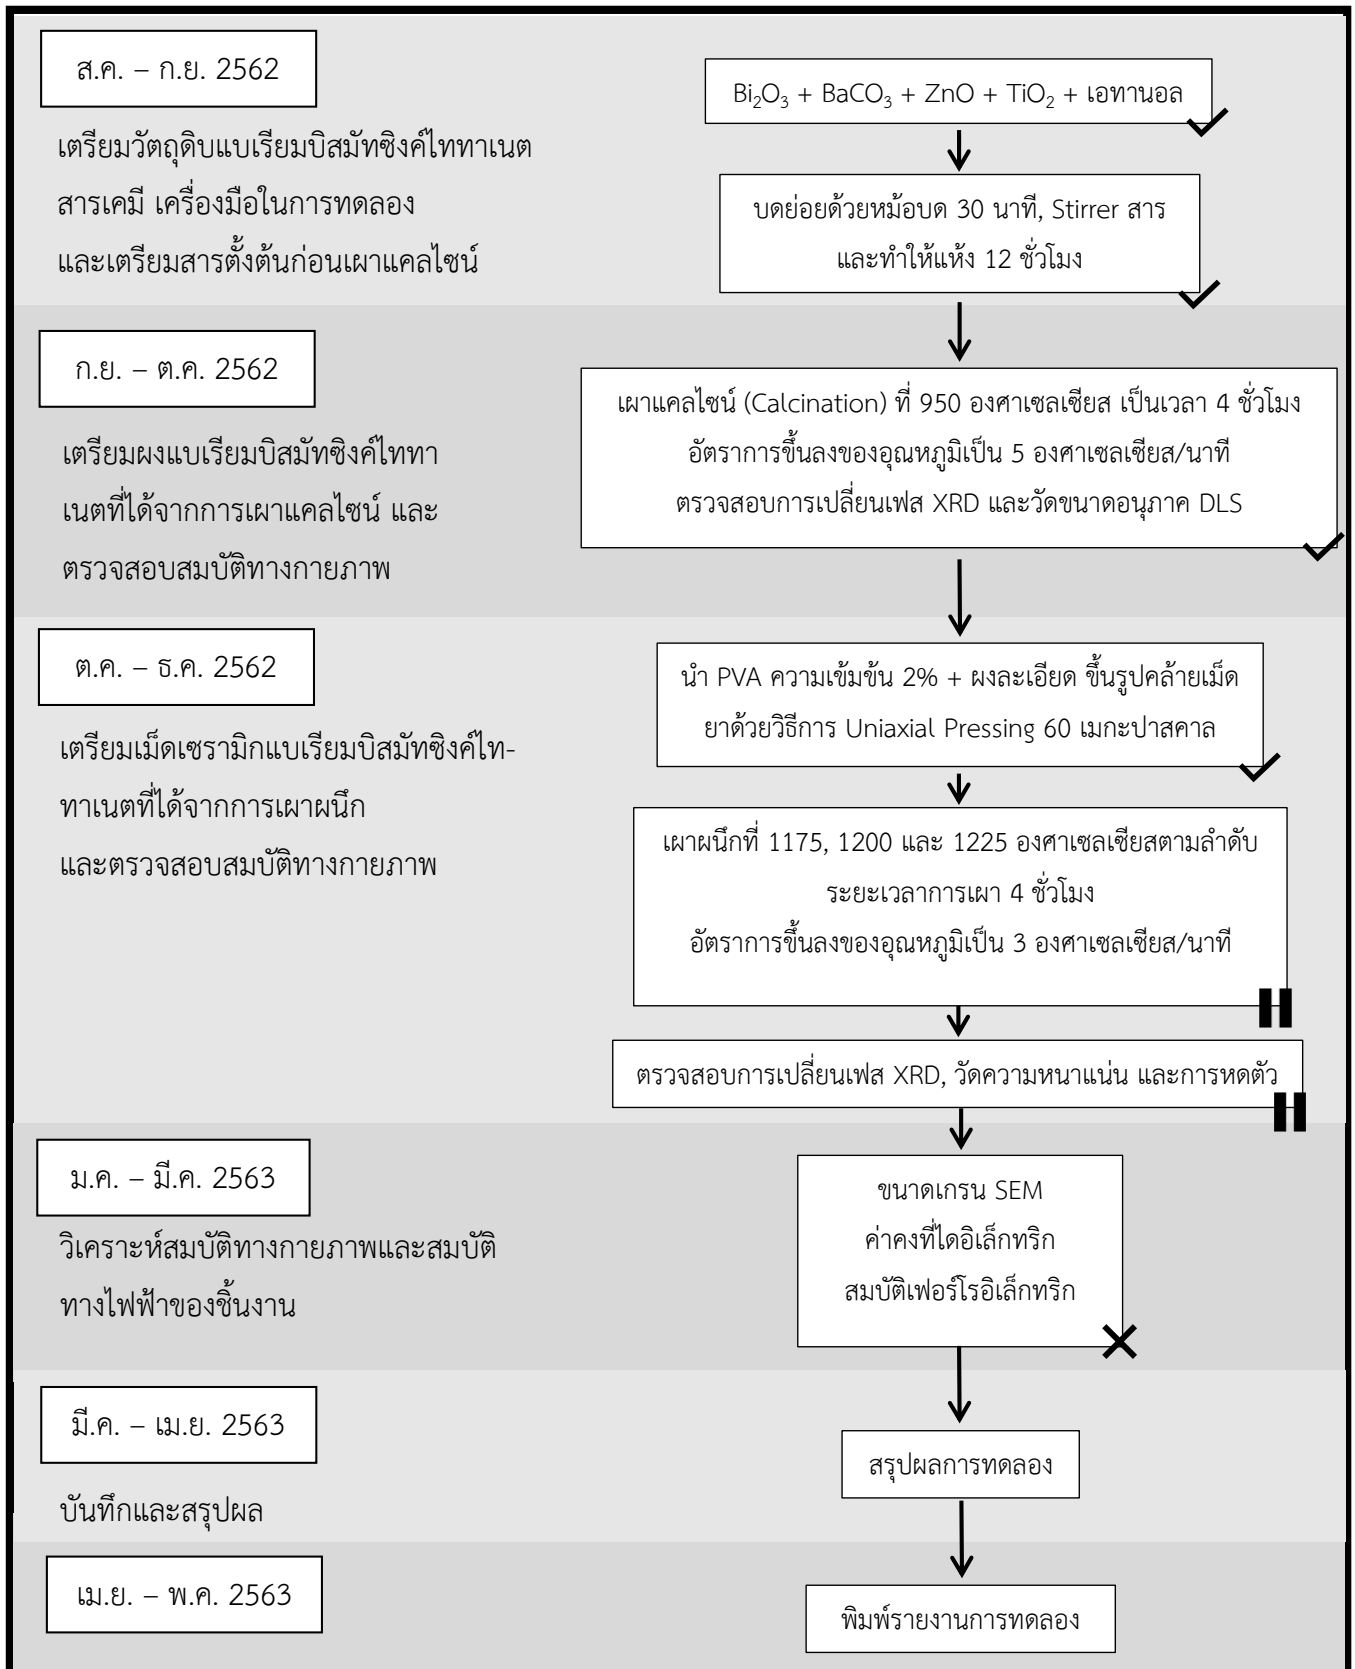 ส.ค. – ก.ย. 2562
เตรียมวัตถุดิบแบเรียมบิสมัทซิงค์ไททาเนต
สารเคมี เครื่องมือในการทดลอง
และเตรียมสารตั้งต้นก่อนเผาแคลไซน์
Bi₂O₃ + BaCO₃ + ZnO + TiO₂ + เอทานอล
บดย่อยด้วยหม้อบด 30 นาที, Stirrer สาร
และทำให้แห้ง 12 ชั่วโมง
ก.ย. – ต.ค. 2562
เตรียมผงแบเรียมบิสมัทซิงค์ไททา
เนตที่ได้จากการเผาแคลไซน์ และ
ตรวจสอบสมบัติทางกายภาพ
เผาแคลไซน์ (Calcination) ที่ 950 องศาเซลเซียส เป็นเวลา 4 ชั่วโมง
อัตราการขึ้นลงของอุณหภูมิเป็น 5 องศาเซลเซียส/นาที
ตรวจสอบการเปลี่ยนเฟส XRD และวัดขนาดอนุภาค DLS
ต.ค. – ธ.ค. 2562
เตรียมเม็ดเซรามิกแบเรียมบิสมัทซิงค์ไท-
ทาเนตที่ได้จากการเผาผนึก
และตรวจสอบสมบัติทางกายภาพ
นำ PVA ความเข้มข้น 2% + ผงละเอียด ขึ้นรูปคล้ายเม็ด
ยาด้วยวิธีการ Uniaxial Pressing 60 เมกะปาสคาล
เผาผนึกที่ 1175, 1200 และ 1225 องศาเซลเซียสตามลำดับ
ระยะเวลาการเผา 4 ชั่วโมง
อัตราการขึ้นลงของอุณหภูมิเป็น 3 องศาเซลเซียส/นาที
ตรวจสอบการเปลี่ยนเฟส XRD, วัดความหนาแน่น และการหดตัว
ม.ค. – มี.ค. 2563
วิเคราะห์สมบัติทางกายภาพและสมบัติ
ทางไฟฟ้าของชิ้นงาน
ขนาดเกรน SEM
ค่าคงที่ไดอิเล็กทริก
สมบัติเฟอร์โรอิเล็กทริก
มี.ค. – เม.ย. 2563
บันทึกและสรุปผล
สรุปผลการทดลอง
เม.ย. – พ.ค. 2563
พิมพ์รายงานการทดลอง